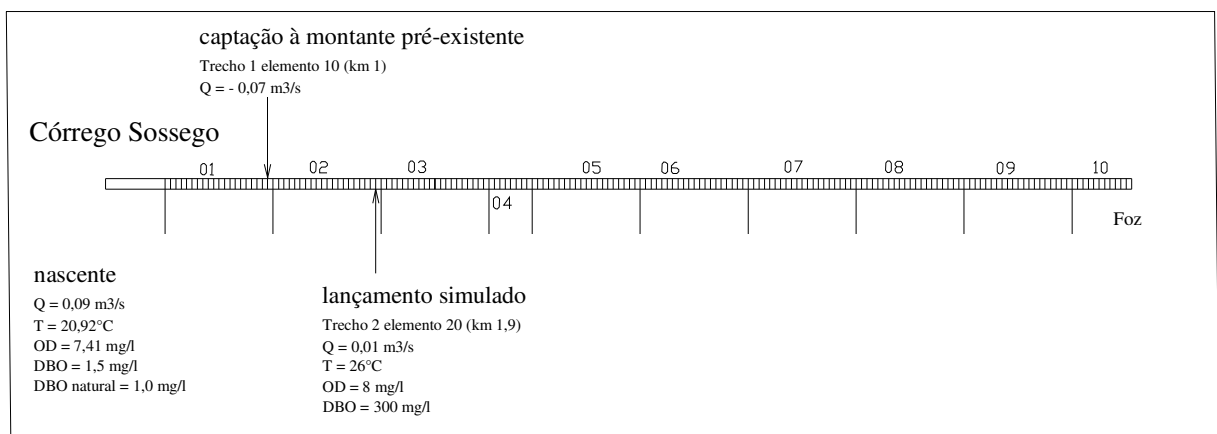 captação à montante pré-existente
Trecho 1 elemento 10 (km 1)
Q = - 0,07 m3/s
Córrego Sossego
01
02
03
04
05
06
07
08
09
10
Foz
nascente
Q = 0,09 m3/s
T = 20,92°C
OD = 7,41 mg/l
DBO = 1,5 mg/l
DBO natural = 1,0 mg/l
lançamento simulado
Trecho 2 elemento 20 (km 1,9)
Q = 0,01 m3/s
T = 26°C
OD = 8 mg/l
DBO = 300 mg/l